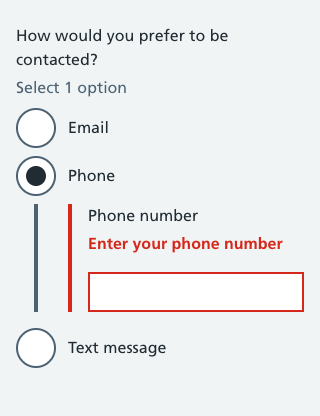 How would you prefer to be
contacted?
Select 1 option
Email
Phone
Phone number
Enter your phone number
Text message